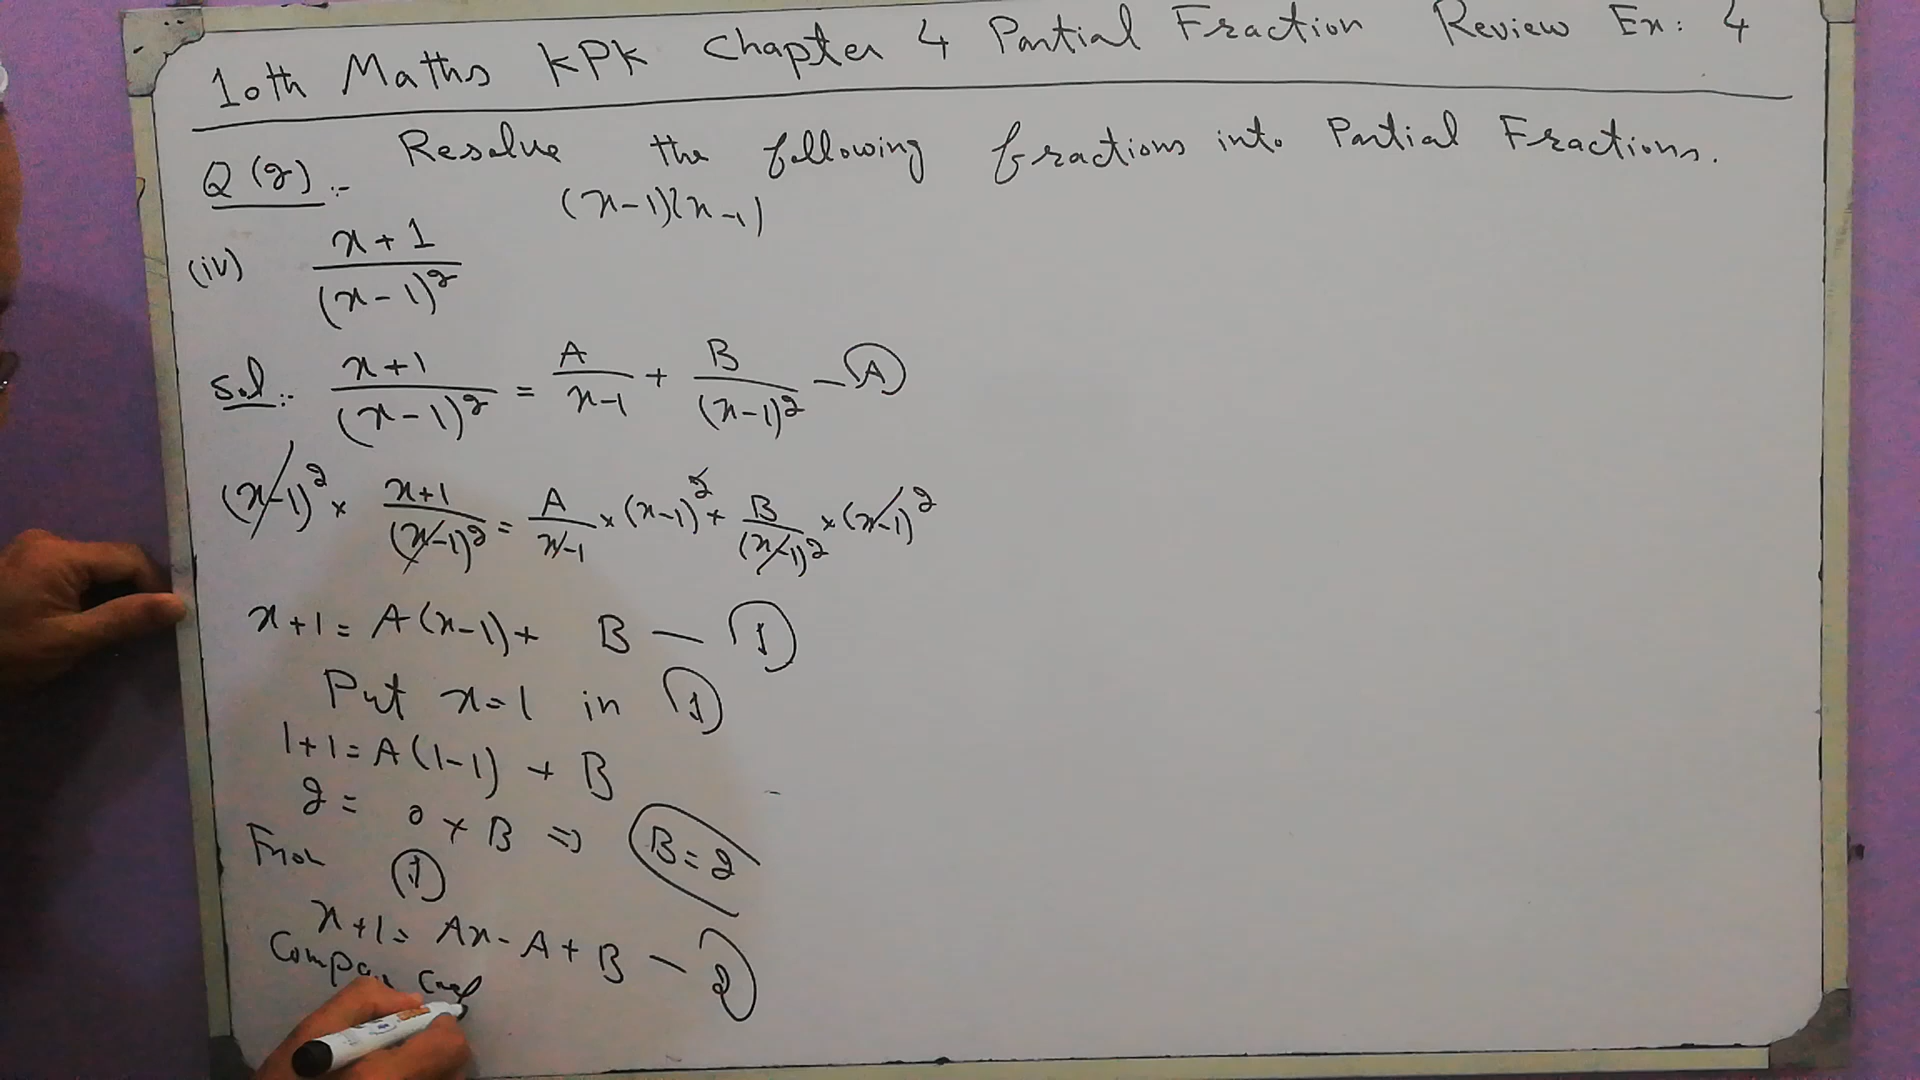 10th Maths KPK Chapter 4 Partial Fraction Review Ex: 4
Q(2):- Resolve the following fractions into Partial Fractions.
(x-1)(x-1)
(iv) x+1/(x-1)²
Sol:- x+1/(x-1)² = A/x-1 + B/(x-1)² - Ⓐ
(x-1)² × x+1/(x-1)² = A/x-1 × (x-1)² + B/(x-1)² × (x-1)²
x+1 = A(x-1) + B — ①
Put x=1 in ①
1+1 = A(1-1) + B
2 = 0 + B => B=2
From ①
x+1 = Ax - A + B - ②
Compair Coef